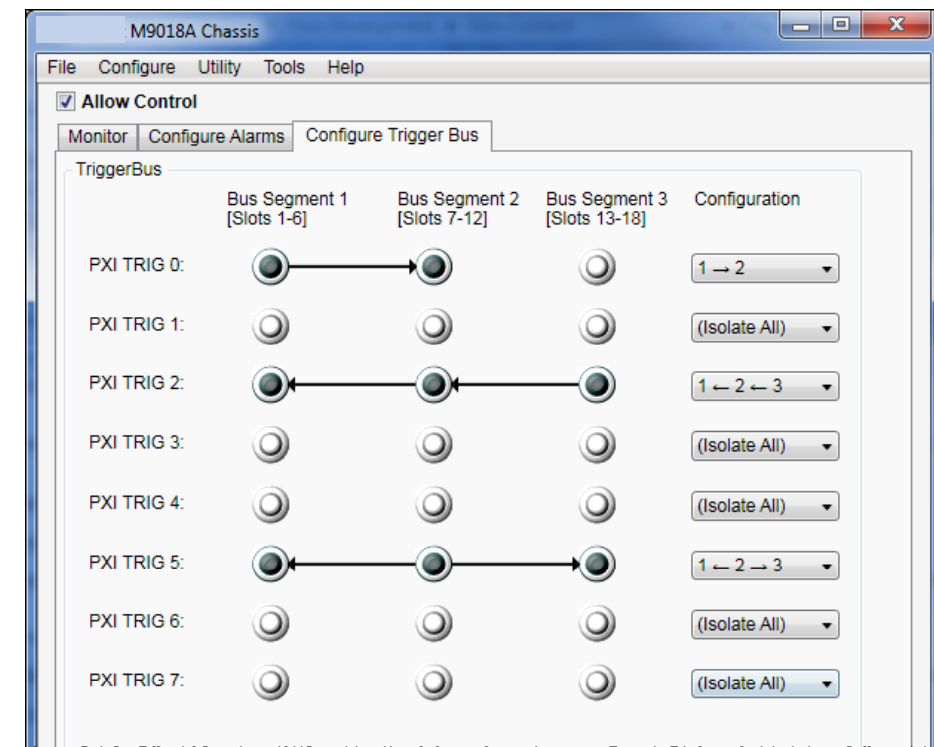 M9018A Chassis
File Configure Utility Tools Help
Allow Control
Monitor Configure Alarms Configure Trigger Bus
TriggerBus
Bus Segment 1 Bus Segment 2 Bus Segment 3 Configuration
[Slots 1-6] [Slots 7-12] [Slots 13-18]
PXI TRIG 0: 1 → 2
PXI TRIG 1: (Isolate All)
PXI TRIG 2: 1 ← 2 ← 3
PXI TRIG 3: (Isolate All)
PXI TRIG 4: (Isolate All)
PXI TRIG 5: 1 ← 2 → 3
PXI TRIG 6: (Isolate All)
PXI TRIG 7: (Isolate All)